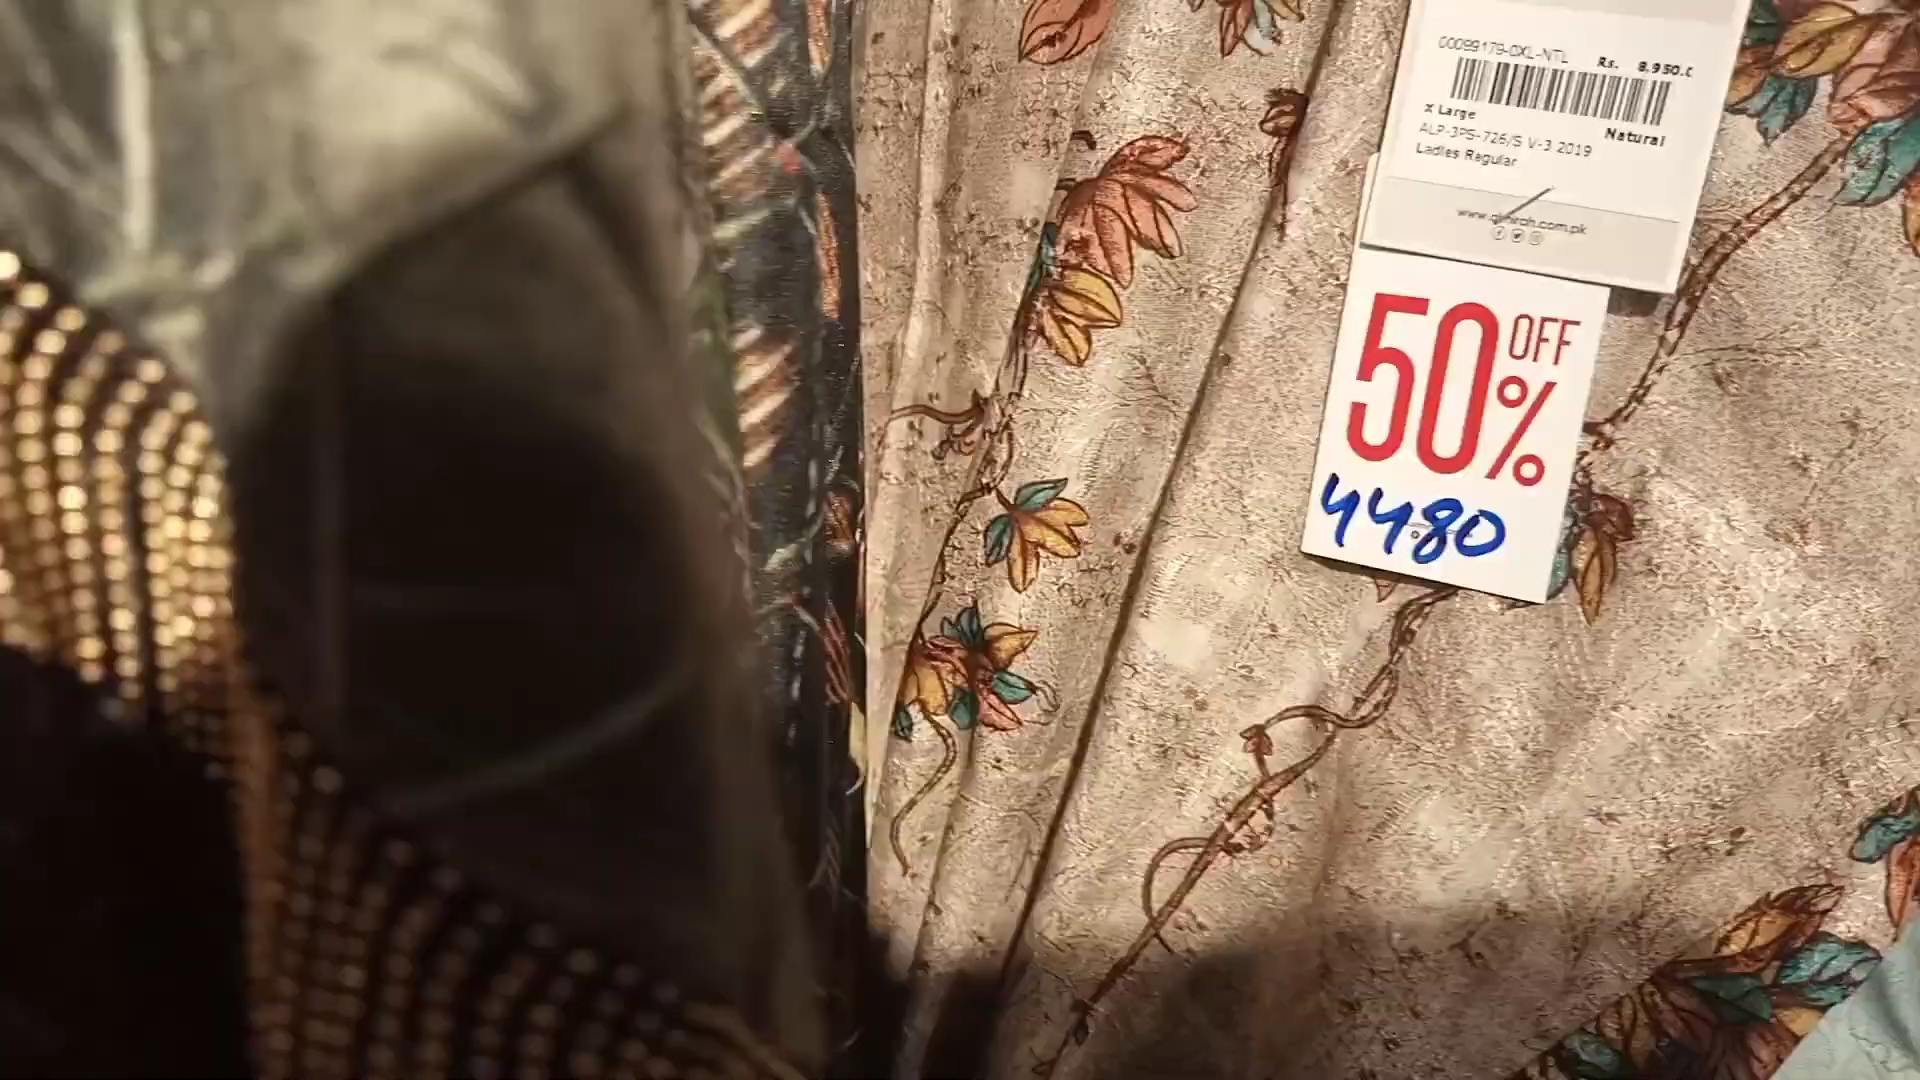 00099179-0XL-NTL Rs. 8,950.0
X Large
Natural
ALP-3PS-726/S V-3 2019
Ladies Regular
50% OFF
4480